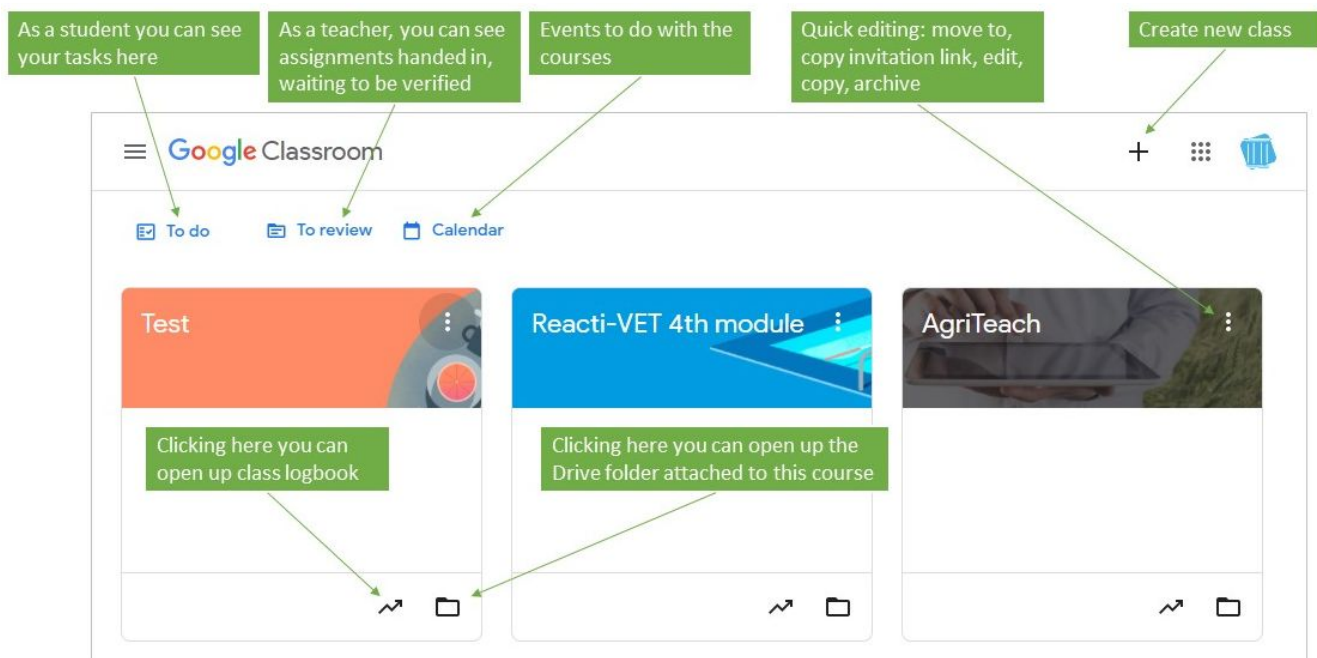 As a student you can see
your tasks here
As a teacher, you can see
assignments handed in,
waiting to be verified
Events to do with the
courses
Quick editing: move to,
copy invitation link, edit,
copy, archive
Create new class
Google Classroom
To do
To review
Calendar
Test
Reacti-VET 4th module
AgriTeach
Clicking here you can
open up class logbook
Clicking here you can open up the
Drive folder attached to this course